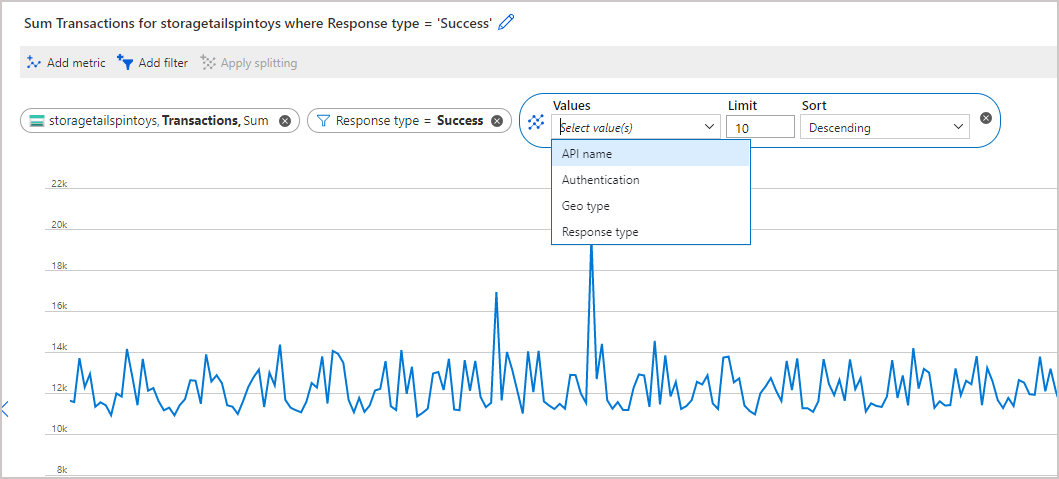 Sum Transactions for storagetailspintoys where Response type = 'Success'
Add metric Add filter Apply splitting
Values Limit Sort
storagetailspintoys, Transactions, Sum Response type = Success Select value(s) 10 Descending
API name
Authentication
Geo type
Response type
22k
20k
18k
16k
14k
12k
10k
8k